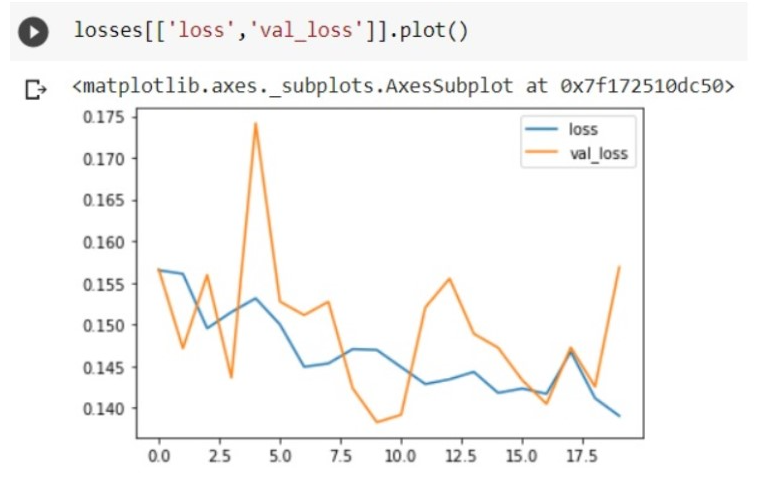 losses[['loss','val_loss']].plot()
<matplotlib.axes._subplots.AxesSubplot at 0x7f172510dc50>
loss
val_loss
0.175
0.170
0.165
0.160
0.155
0.150
0.145
0.140
0.0 2.5 5.0 7.5 10.0 12.5 15.0 17.5